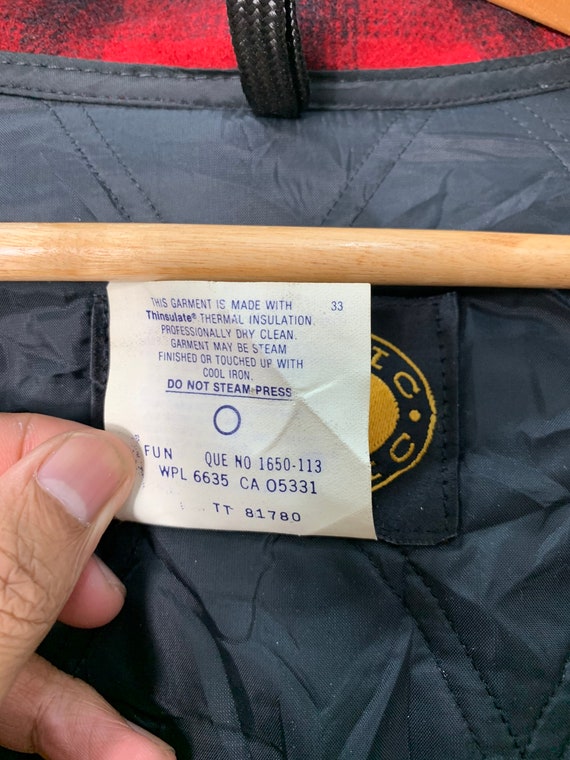 THIS GARMENT IS MADE WITH 33
Thinsulate® THERMAL INSULATION.
PROFESSIONALLY DRY CLEAN.
GARMENT MAY BE STEAM
FINISHED OR TOUCHED UP WITH
COOL IRON.
DO NOT STEAM PRESS
FUN QUE NO 1650-113
WPL 6635 CA 05331
TT 81780